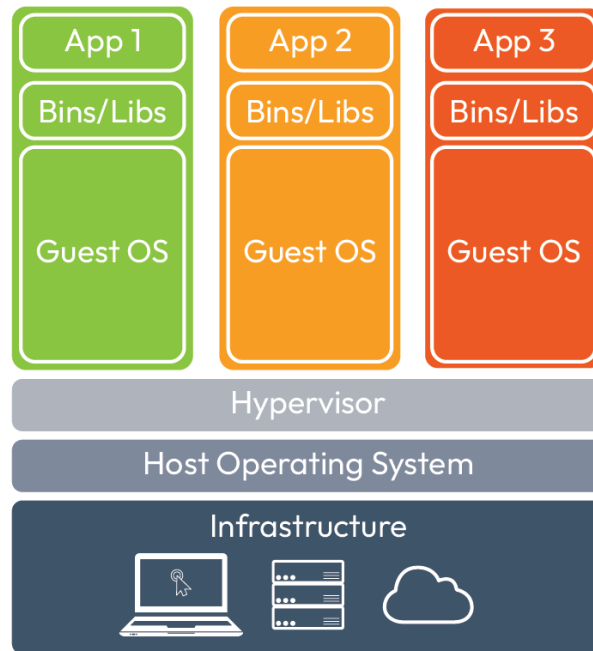 App 1
App 2
App 3
Bins/Libs
Bins/Libs
Bins/Libs
Guest OS
Guest OS
Guest OS
Hypervisor
Host Operating System
Infrastructure